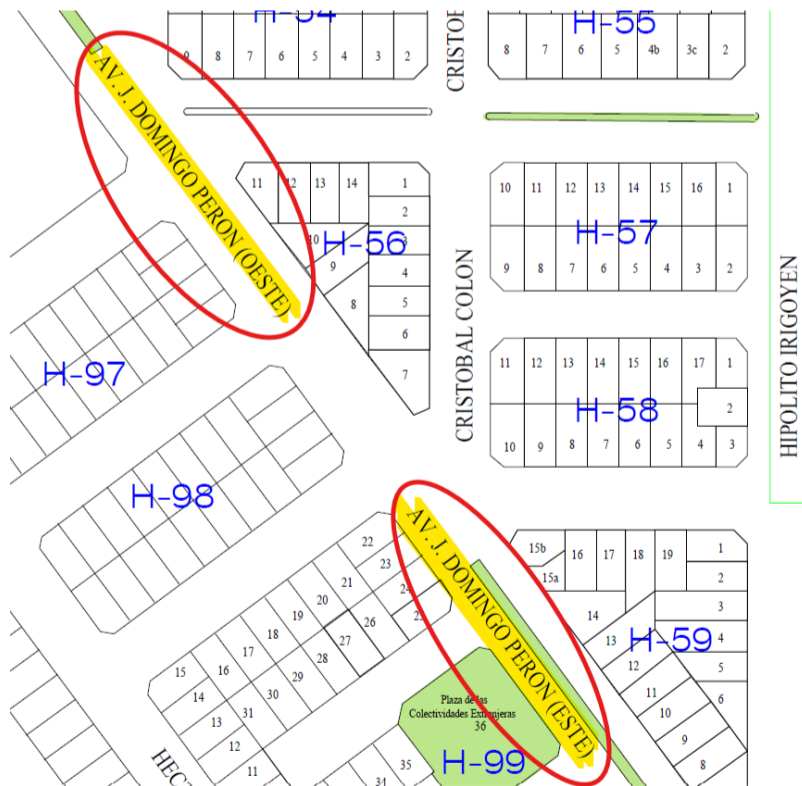 H-54
9 8 7 6 5 4 3 2
H-55
8 7 6 5 4b 3c 2
AV. J. DOMINGO PERON (OESTE)
11 12 13 14 1
2
3
10
9
4
8
5
6
7
H-56
CRISTOBAL COLON
10 11 12 13 14 15 16 1
H-57
9 8 7 6 5 4 3 2
HIPOLITO IRIGOYEN
H-97
11 12 13 14 15 16 17 1
H-58
2
10 9 8 7 6 5 4 3
H-98
AV. J. DOMINGO PERON (ESTE)
22
23
24
25
21
20
26
19
27
18
28
17
29
16
30
15
14
31
13
12
11
15b 16 17 18 19 1
15a
2
14
3
13
H-59
4
12
5
11
6
10
9
8
Plaza de las
Colectividades Extranjeras
36
H-99
35
34